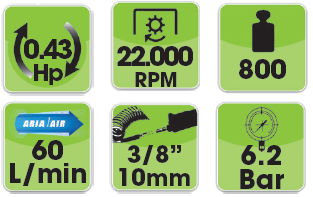 0.43
Hp
22.000
RPM
800
ARIA/AIR
60
L/min
3/8”
10mm
6.2
Bar